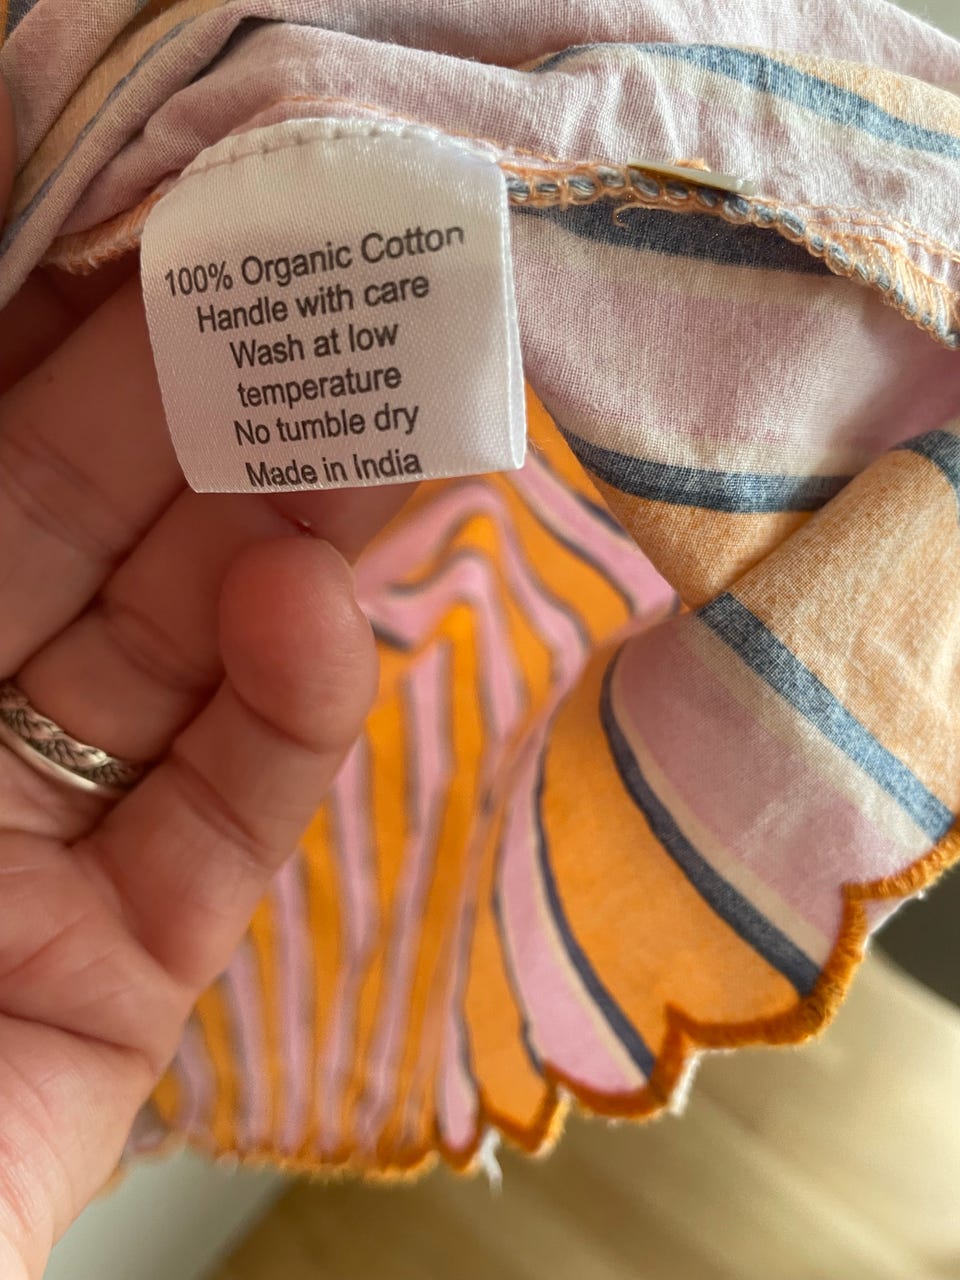 100% Organic Cotton
Handle with care
Wash at low
temperature
No tumble dry
Made in India